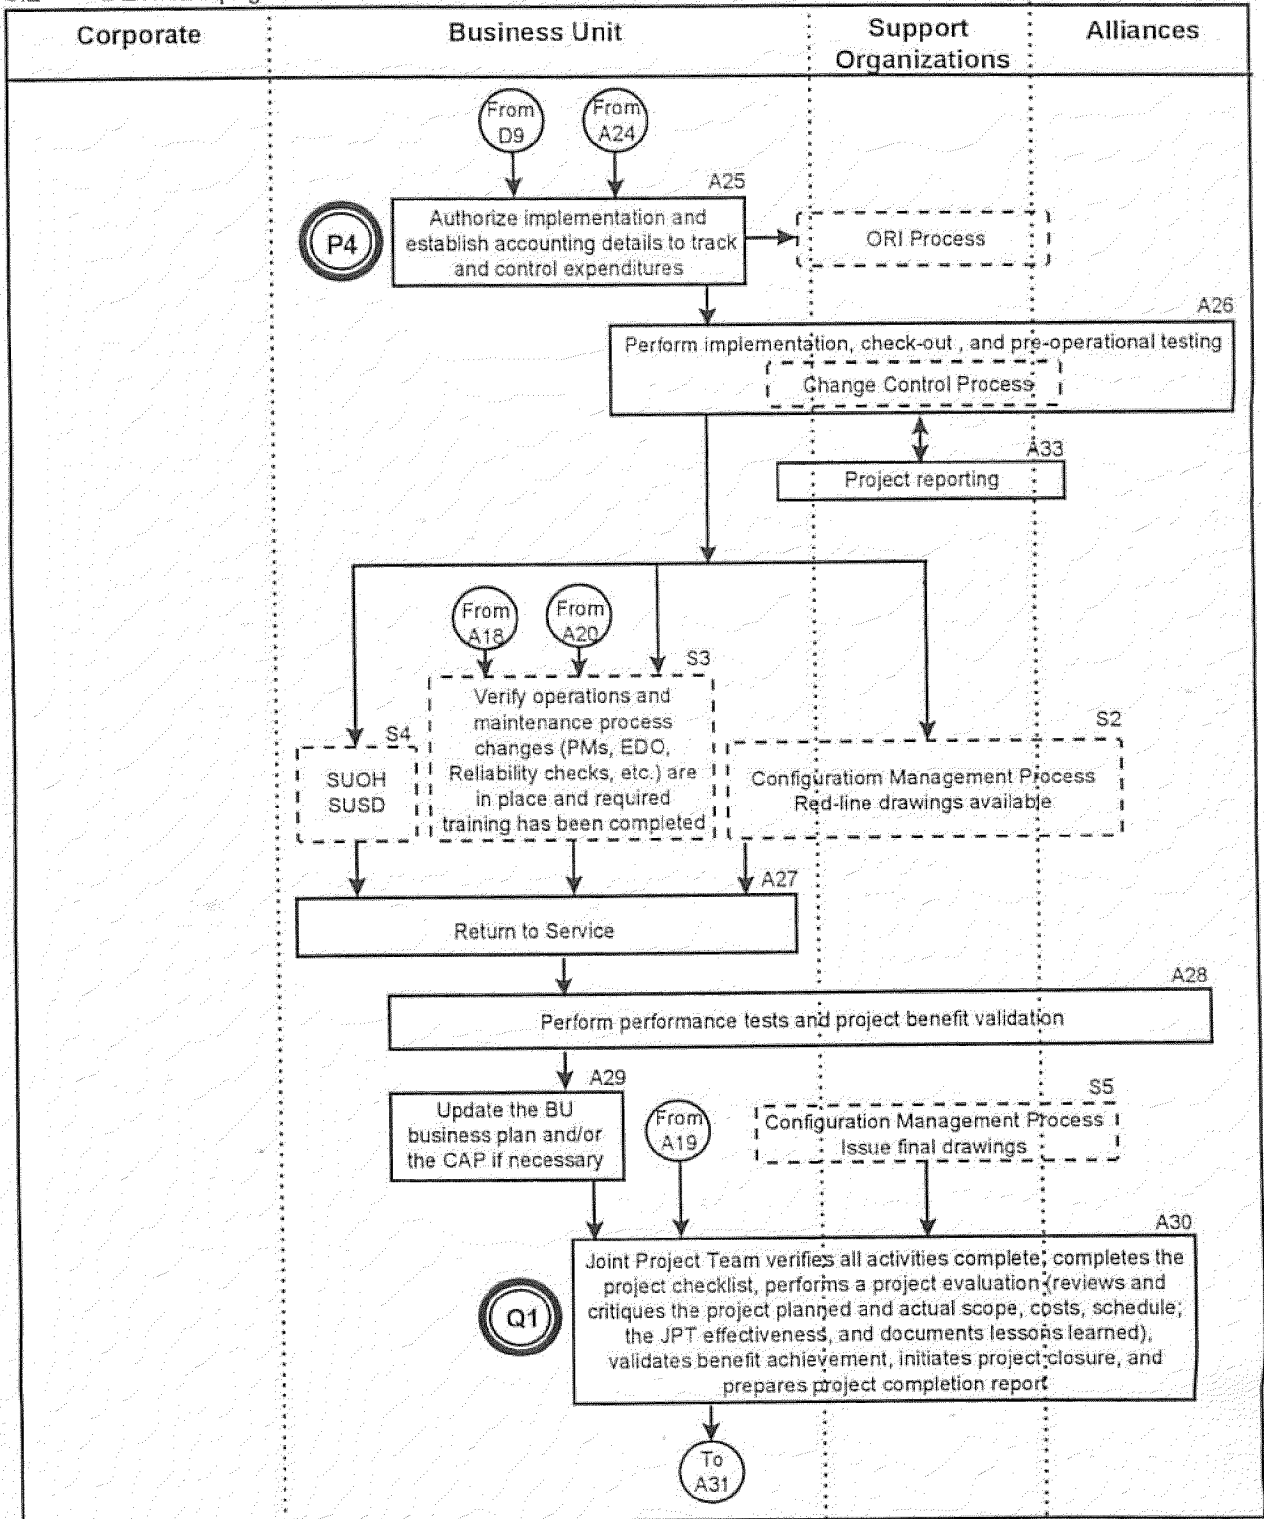 Corporate
Business Unit
Support
Organizations
Alliances
From
D9
From
A24
A25
P4
Authorize implementation and
establish accounting details to track
and control expenditures
ORI Process
A26
Perform implementation, check-out , and pre-operational testing
Change Control Process
A33
Project reporting
From
A18
From
A20
S3
Verify operations and
maintenance process
changes (PMs, EDO,
Reliability checks, etc.) are
in place and required
training has been completed
S4
SUOH
SUSD
S2
Configuratiom Management Process
Red-line drawings available
A27
Return to Service
A28
Perform performance tests and project benefit validation
A29
Update the BU
business plan and/or
the CAP if necessary
From
A19
S5
Configuration Management Process
Issue final drawings
A30
Q1
Joint Project Team verifies all activities complete, completes the
project checklist, performs a project evaluation (reviews and
critiques the project planned and actual scope, costs, schedule;
the JPT effectiveness, and documents lessons learned),
validates benefit achievement, initiates project closure, and
prepares project completion report
To
A31